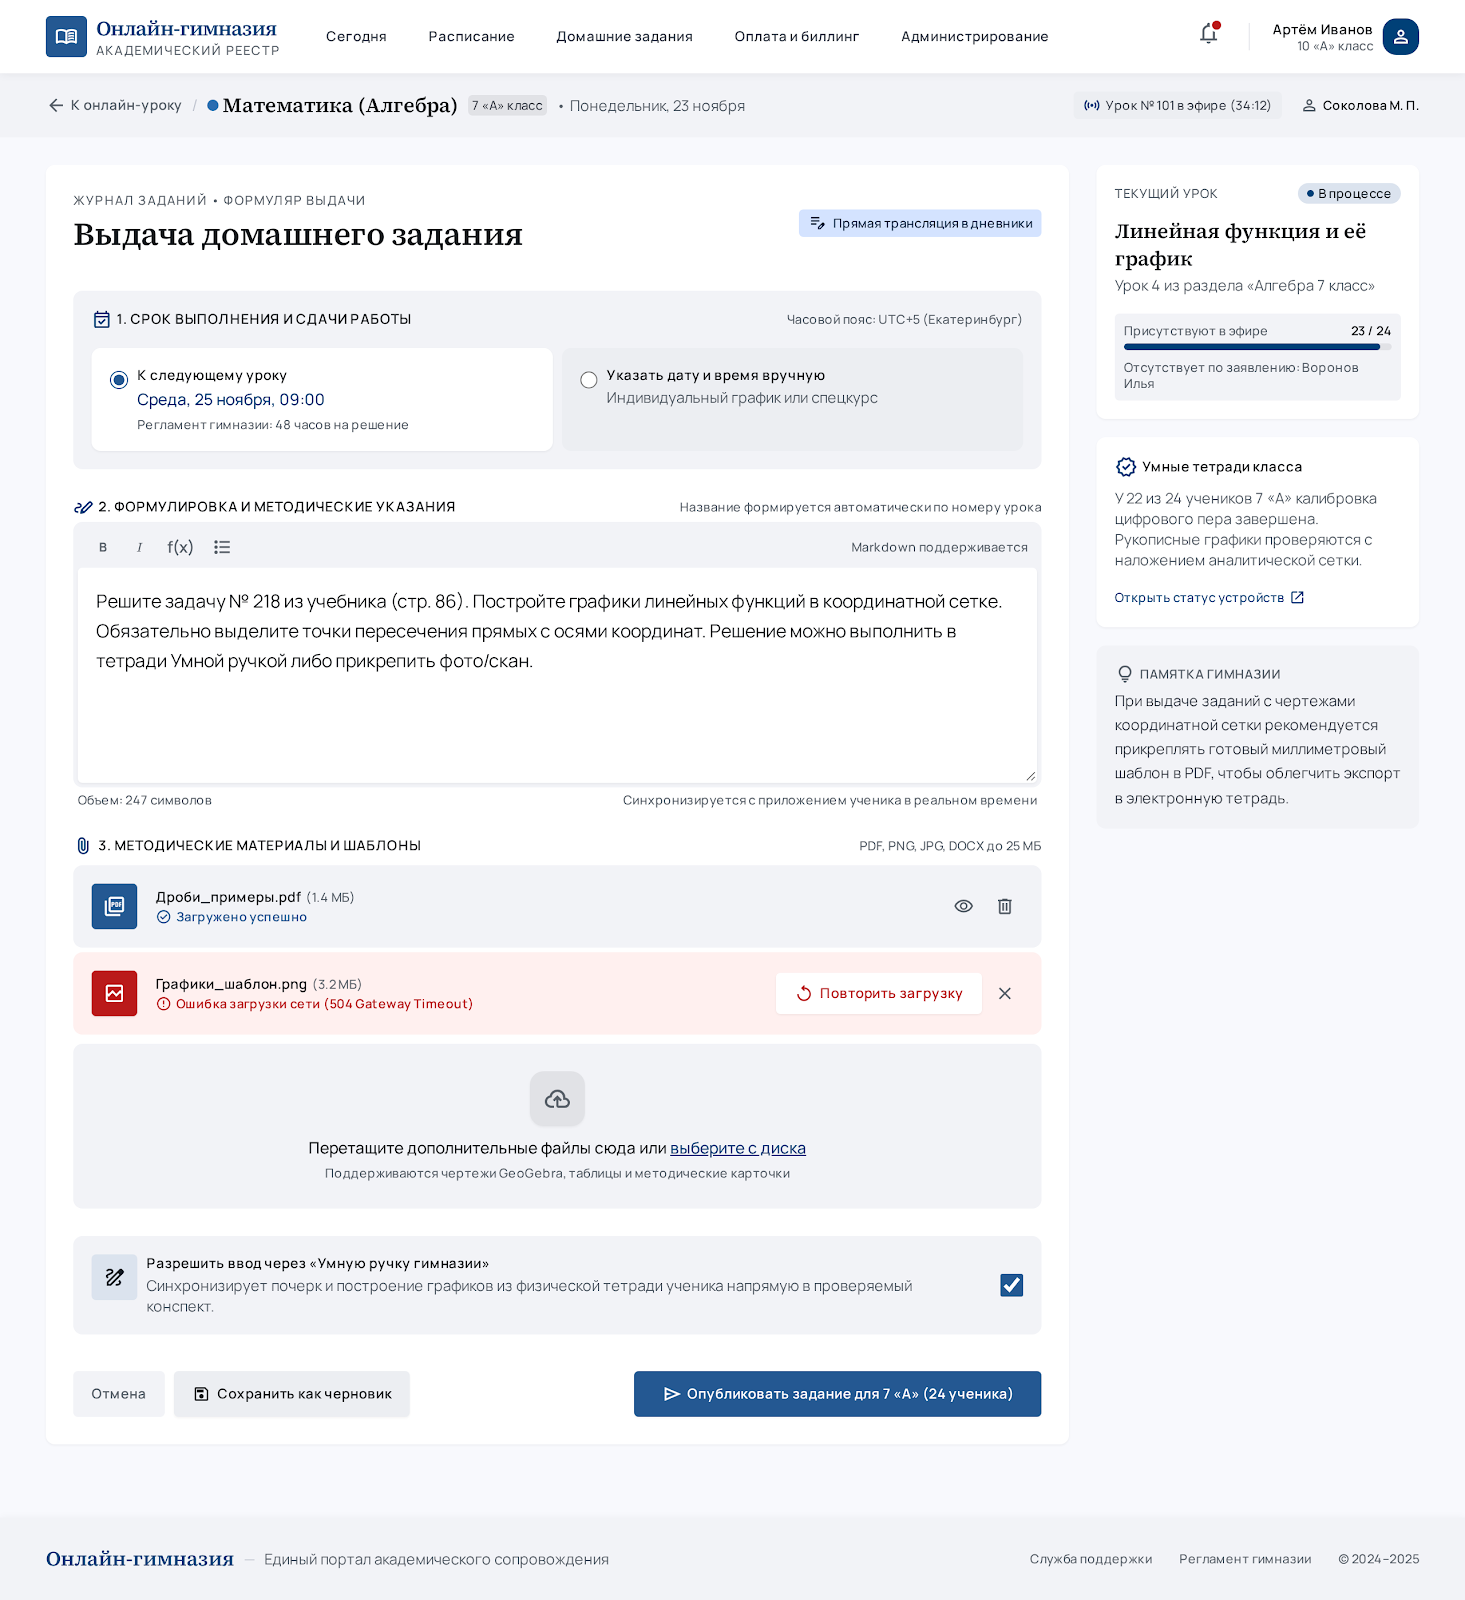 Онлайн-гимназия
АКАДЕМИЧЕСКИЙ РЕЕСТР
Сегодня
Расписание
Домашние задания
Оплата и биллинг
Администрирование
Артём Иванов
10 «А» класс
К онлайн-уроку / Математика (Алгебра) 7 «А» класс • Понедельник, 23 ноября
Урок № 101 в эфире (34:12)
Соколова М. П.
ЖУРНАЛ ЗАДАНИЙ • ФОРМУЛЯР ВЫДАЧИ
Выдача домашнего задания
Прямая трансляция в дневники
1. СРОК ВЫПОЛНЕНИЯ И СДАЧИ РАБОТЫ
Часовой пояс: UTC+5 (Екатеринбург)
К следующему уроку
Среда, 25 ноября, 09:00
Регламент гимназии: 48 часов на решение
Указать дату и время вручную
Индивидуальный график или спецкурс
2. ФОРМУЛИРОВКА И МЕТОДИЧЕСКИЕ УКАЗАНИЯ
Название формируется автоматически по номеру урока
B I f(x)
Markdown поддерживается
Решите задачу № 218 из учебника (стр. 86). Постройте графики линейных функций в координатной сетке.
Обязательно выделите точки пересечения прямых с осями координат. Решение можно выполнить в
тетради Умной ручкой либо прикрепить фото/скан.
Объем: 247 символов
Синхронизируется с приложением ученика в реальном времени
3. МЕТОДИЧЕСКИЕ МАТЕРИАЛЫ И ШАБЛОНЫ
PDF, PNG, JPG, DOCX до 25 МБ
PDF
Дроби_примеры.pdf (1.4 МБ)
Загружено успешно
Графики_шаблон.png (3.2 МБ)
Ошибка загрузки сети (504 Gateway Timeout)
Повторить загрузку
Перетащите дополнительные файлы сюда или выберите с диска
Поддерживаются чертежи GeoGebra, таблицы и методические карточки
Разрешить ввод через «Умную ручку гимназии»
Синхронизирует почерк и построение графиков из физической тетради ученика напрямую в проверяемый
конспект.
Отмена
Сохранить как черновик
Опубликовать задание для 7 «А» (24 ученика)
ТЕКУЩИЙ УРОК
В процессе
Линейная функция и её
график
Урок 4 из раздела «Алгебра 7 класс»
Присутствуют в эфире
23 / 24
Отсутствует по заявлению: Воронов
Илья
Умные тетради класса
У 22 из 24 учеников 7 «А» калибровка
цифрового пера завершена.
Рукописные графики проверяются с
наложением аналитической сетки.
Открыть статус устройств
ПАМЯТКА ГИМНАЗИИ
При выдаче заданий с чертежами
координатной сетки рекомендуется
прикреплять готовый миллиметровый
шаблон в PDF, чтобы облегчить экспорт
в электронную тетрадь.
Онлайн-гимназия — Единый портал академического сопровождения
Служба поддержки
Регламент гимназии
© 2024–2025